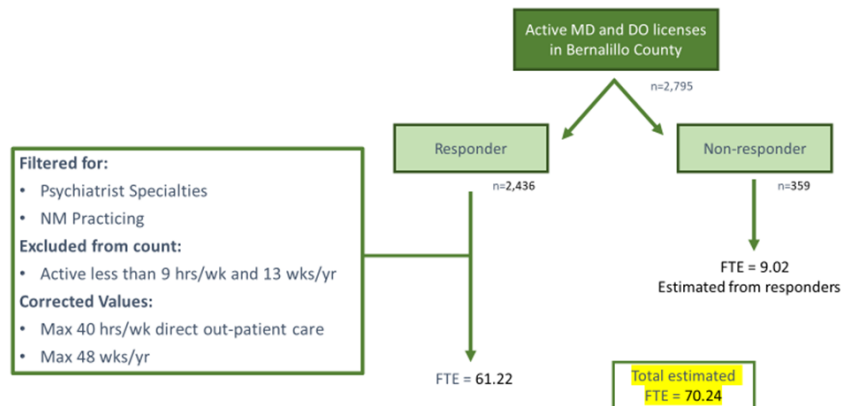 Active MD and DO licenses
in Bernalillo County
n=2,795
Responder
Non-responder
n=2,436
n=359
Filtered for:
• Psychiatrist Specialties
• NM Practicing
Excluded from count:
• Active less than 9 hrs/wk and 13 wks/yr
Corrected Values:
• Max 40 hrs/wk direct out-patient care
• Max 48 wks/yr
FTE = 9.02
Estimated from responders
FTE = 61.22
Total estimated
FTE = 70.24